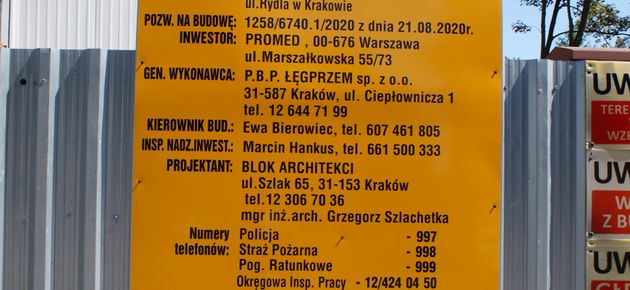 ul.Rydla w Krakowie
POZW. NA BUDOWĘ: 1258/6740.1/2020 z dnia 21.08.2020r.
INWESTOR: PROMED , 00-676 Warszawa
ul.Marszałkowska 55/73
GEN. WYKONAWCA: P.B.P. ŁĘGPRZEM sp. z o.o.
31-587 Kraków, ul. Ciepłownicza 1
tel. 12 644 71 99
KIEROWNIK BUD.: Ewa Bierowiec, tel. 607 461 805
INSP. NADZ.INWEST.: Marcin Hankus, tel. 661 500 333
PROJEKTANT: BLOK ARCHITEKCI
ul.Szlak 65, 31-153 Kraków
tel.12 306 70 36
mgr inż.arch. Grzegorz Szlachetka
Numery telefonów:
Policja - 997
Straż Pożarna - 998
Pog. Ratunkowe - 999
Okręgowa Insp. Pracy - 12/424 04 50
UW
TERE
WZB
UW
W
Z B
UW